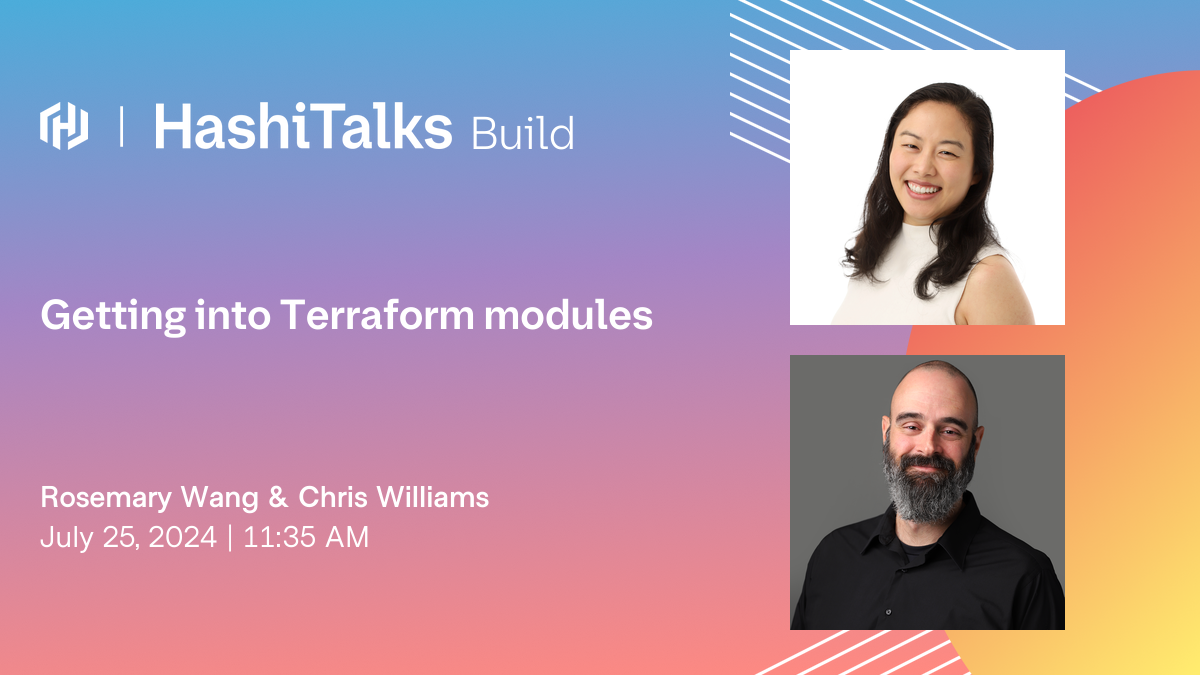 HashiTalks Build
Getting into Terraform modules
Rosemary Wang & Chris Williams
July 25, 2024 | 11:35 AM